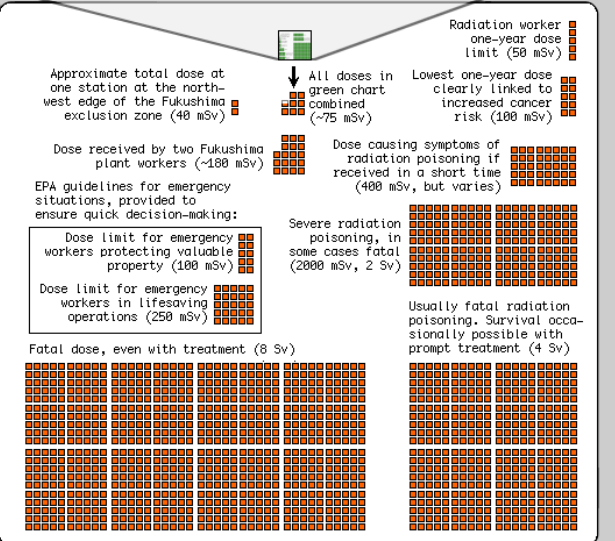 Radiation worker
one-year dose
limit (50 mSv)
Approximate total dose at
one station at the north-
west edge of the Fukushima
exclusion zone (40 mSv)
All doses in
green chart
combined
(~75 mSv)
Lowest one-year dose
clearly linked to
increased cancer
risk (100 mSv)
Dose received by two Fukushima
plant workers (~180 mSv)
Dose causing symptoms of
radiation poisoning if
received in a short time
(400 mSv, but varies)
EPA guidelines for emergency
situations, provided to
ensure quick decision-making:
Dose limit for emergency
workers protecting valuable
property (100 mSv)
Dose limit for emergency
workers in lifesaving
operations (250 mSv)
Severe radiation
poisoning, in
some cases fatal
(2000 mSv, 2 Sv)
Usually fatal radiation
poisoning. Survival occa-
sionally possible with
prompt treatment (4 Sv)
Fatal dose, even with treatment (8 Sv)